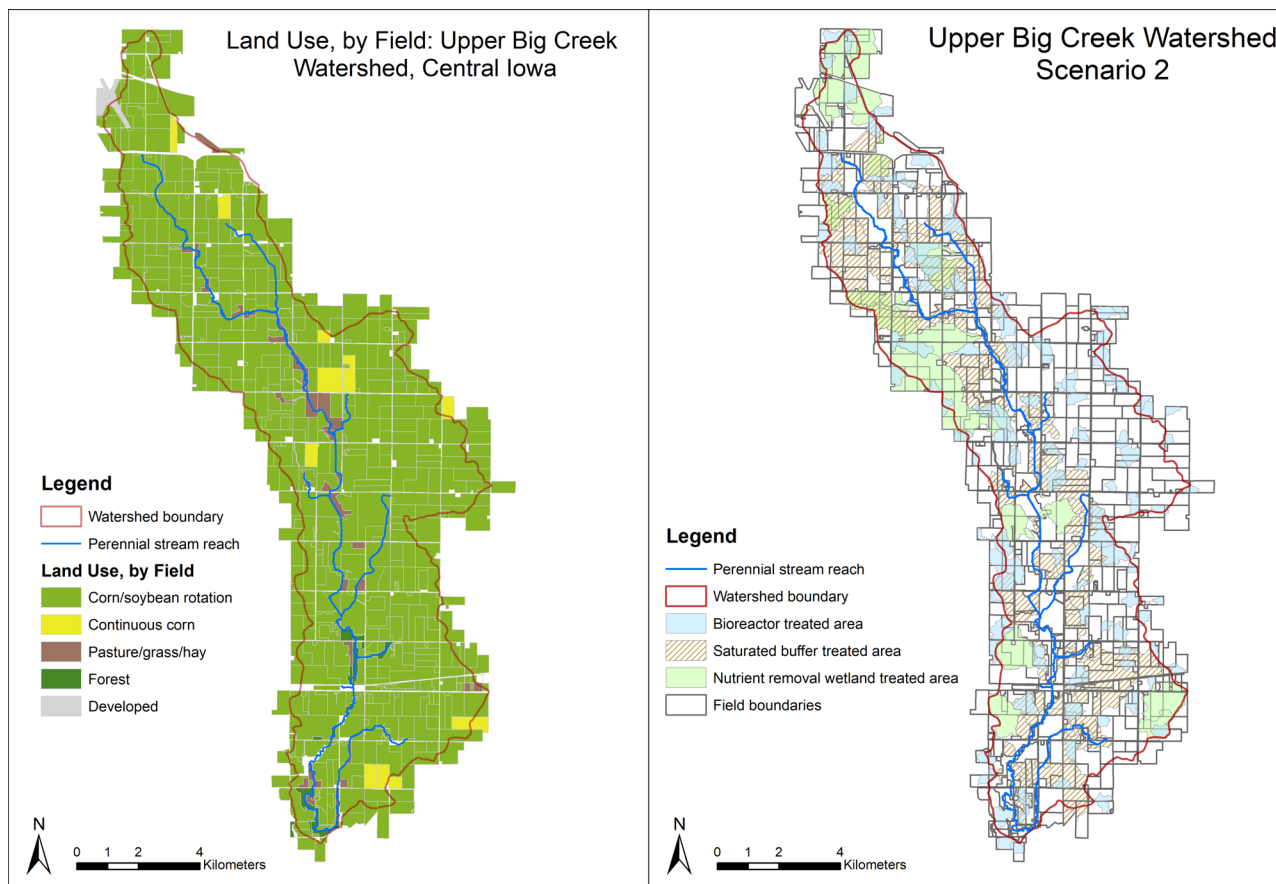 Land Use, by Field: Upper Big Creek
Watershed, Central Iowa
Legend
Watershed boundary
Perennial stream reach
Land Use, by Field
Corn/soybean rotation
Continuous corn
Pasture/grass/hay
Forest
Developed
N
0 1 2 4
Kilometers
Upper Big Creek Watershed
Scenario 2
Legend
Perennial stream reach
Watershed boundary
Bioreactor treated area
Saturated buffer treated area
Nutrient removal wetland treated area
Field boundaries
N
0 1 2 4
Kilometers